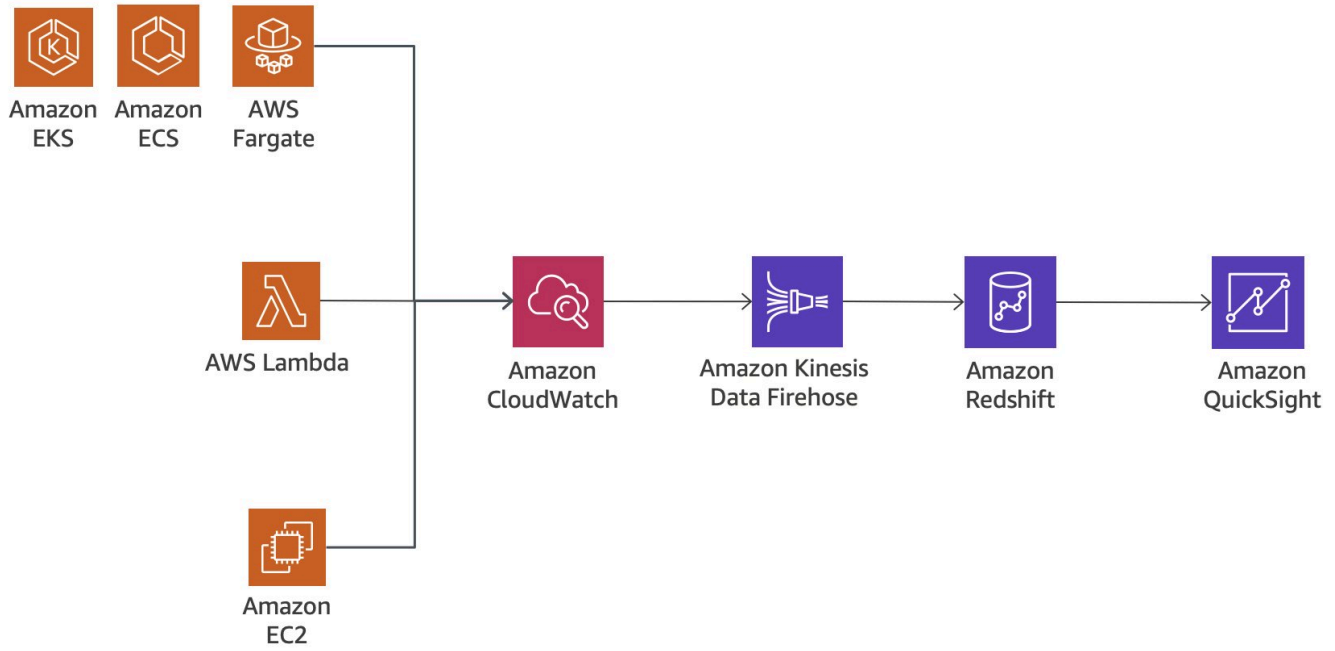 Amazon
EKS
Amazon
ECS
AWS
Fargate
AWS Lambda
Amazon
CloudWatch
Amazon Kinesis
Data Firehose
Amazon
Redshift
Amazon
QuickSight
Amazon
EC2